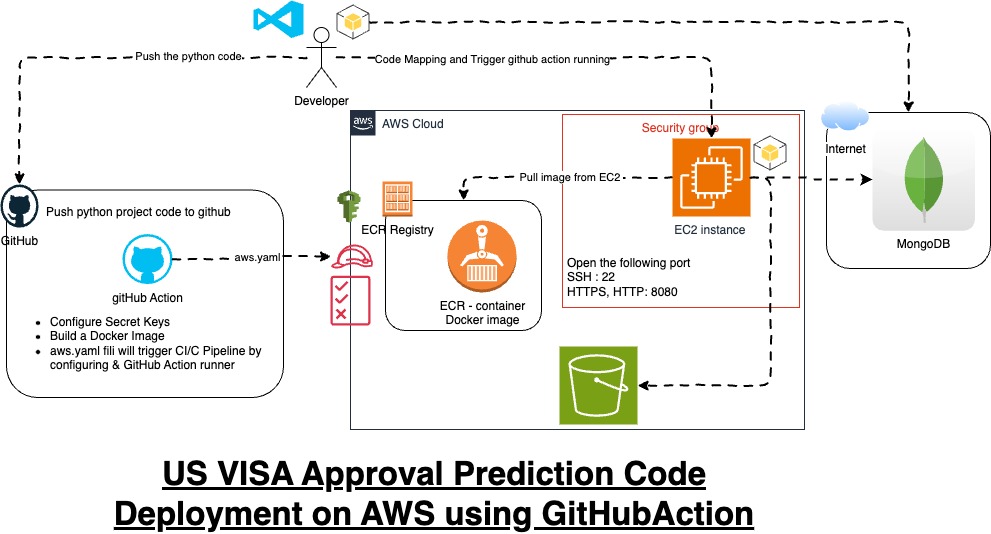 Push the python code
Code Mapping and Trigger github action running
Developer
aws
AWS Cloud
Security group
Internet
MongoDB
Pull image from EC2
EC2 instance
Open the following port
SSH : 22
HTTPS, HTTP: 8080
GitHub
Push python project code to github
aws.yaml
gitHub Action
• Configure Secret Keys
• Build a Docker Image
• aws.yaml fili will trigger CI/C Pipeline by
configuring & GitHub Action runner
ECR Registry
ECR - container
Docker image
US VISA Approval Prediction Code
Deployment on AWS using GitHubAction